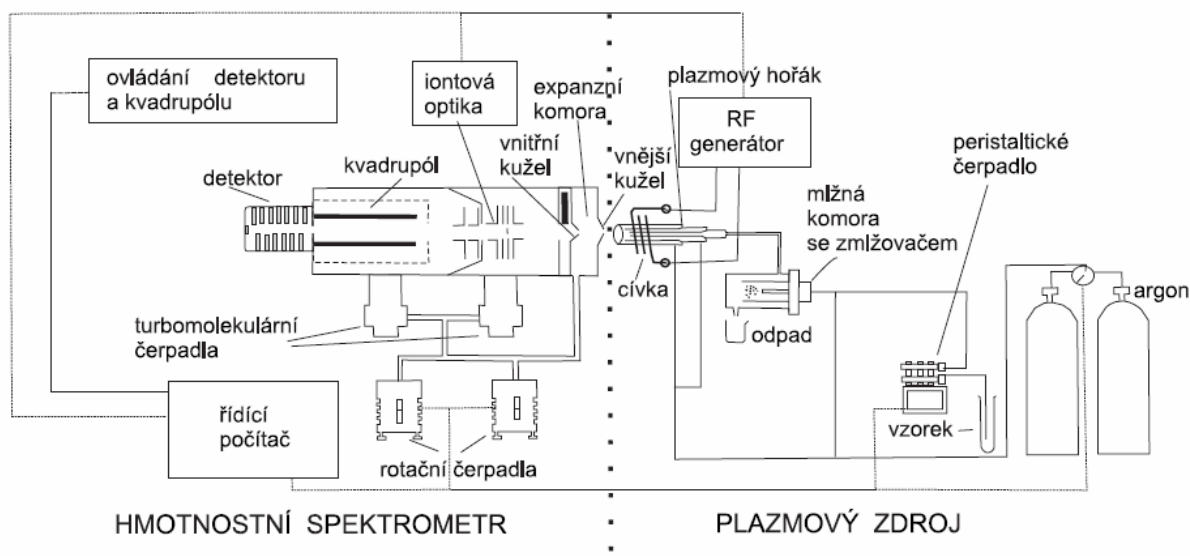 ovládání detektoru
a kvadrupólu
iontová
optika
expanzní
komora
plazmový hořák
RF
generátor
peristaltické
čerpadlo
vnitřní
kužel
vnější
kužel
detektor
kvadrupól
mlžná
komora
se zmlžovačem
cívka
argon
odpad
turbomolekulární
čerpadla
řídící
počítač
vzorek
rotační čerpadla
HMOTNOSTNÍ SPEKTROMETR
PLAZMOVÝ ZDROJ